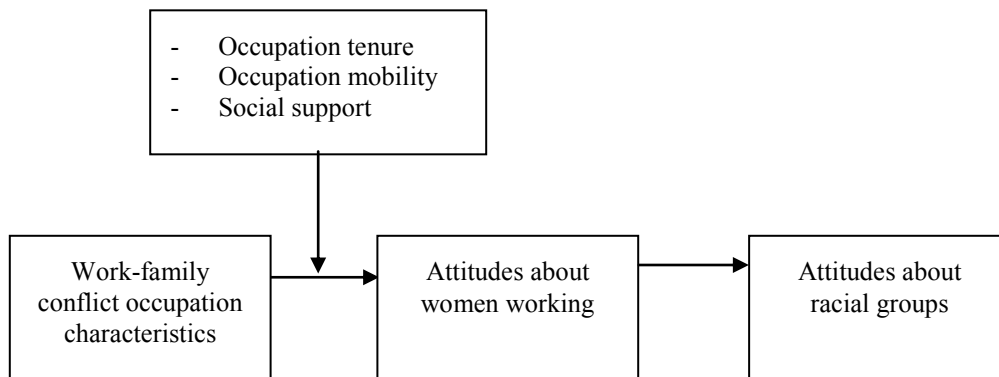 - Occupation tenure
- Occupation mobility
- Social support
Work-family
conflict occupation
characteristics
Attitudes about
women working
Attitudes about
racial groups